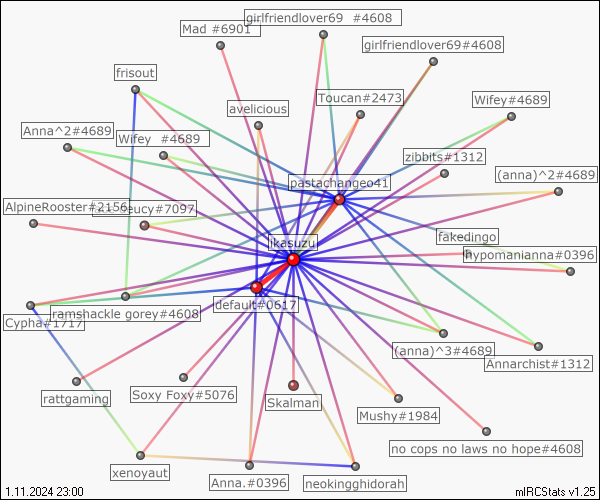 girlfriendlover69 #4608
Mad #6901
girlfriendlover69#4608
frisout
Toucan#2473
Wifey#4689
avelicious
Anna^2#4689
Wifey #4689
zibbits#1312
(anna)^2#4689
pastachangeo41
AlpineRooster#2156
eucy#7097
fakedingo
jkasuzu
hypomanianna#0396
default#0617
ramshackle gorey#4608
Cypha#1717
(anna)^3#4689
Annarchist#1312
rattgaming
Soxy Foxy#5076
Skalman
Mushy#1984
no cops no laws no hope#4608
xenoyaut
Anna.#0396
neokingghidorah
1.11.2024 23:00
mIRCStats v1.25